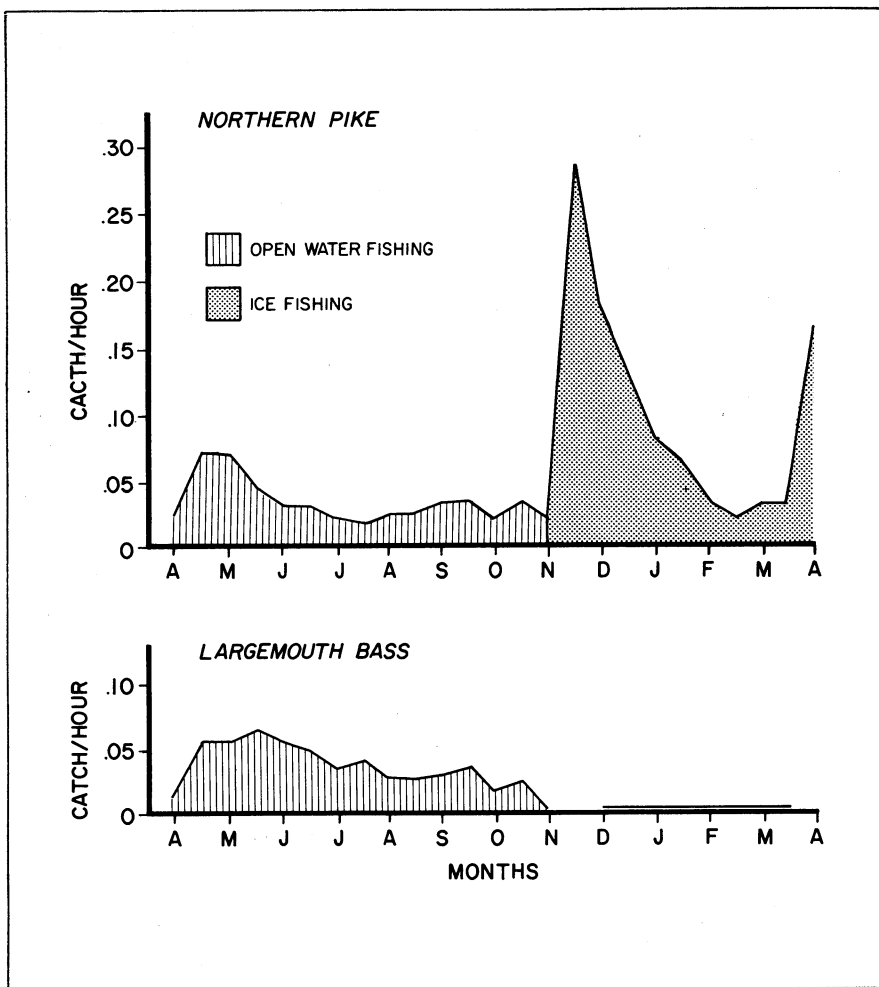 NORTHERN PIKE
.30
.25
.20
.15
.10
.05
0
CACTH/HOUR
OPEN WATER FISHING
ICE FISHING
A M J J A S O N D J F M A
LARGEMOUTH BASS
.10
.05
0
CATCH/HOUR
A M J J A S O N D J F M A
MONTHS